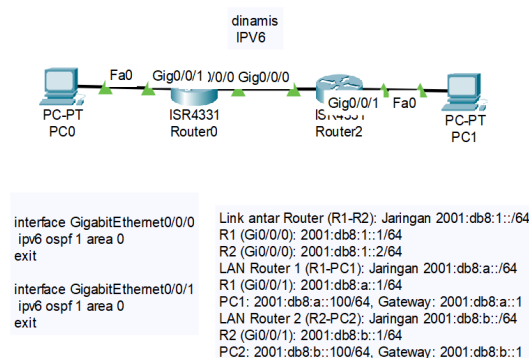 dinamis
IPV6
Fa0
Gig0/0/1
)/0/0 Gig0/0/0
Gig0/0/1
Fa0
PC-PT
PC0
ISR4331
Router0
ISR4331
Router2
PC-PT
PC1
interface GigabitEthernet0/0/0
ipv6 ospf 1 area 0
exit
interface GigabitEthernet0/0/1
ipv6 ospf 1 area 0
exit
Link antar Router (R1-R2): Jaringan 2001:db8:1::/64
R1 (Gi0/0/0): 2001:db8:1::1/64
R2 (Gi0/0/0): 2001:db8:1::2/64
LAN Router 1 (R1-PC1): Jaringan 2001:db8:a::/64
R1 (Gi0/0/1): 2001:db8:a::1/64
PC1: 2001:db8:a::100/64, Gateway: 2001:db8:a::1
LAN Router 2 (R2-PC2): Jaringan 2001:db8:b::/64
R2 (Gi0/0/1): 2001:db8:b::1/64
PC2: 2001:db8:b::100/64, Gateway: 2001:db8:b::1